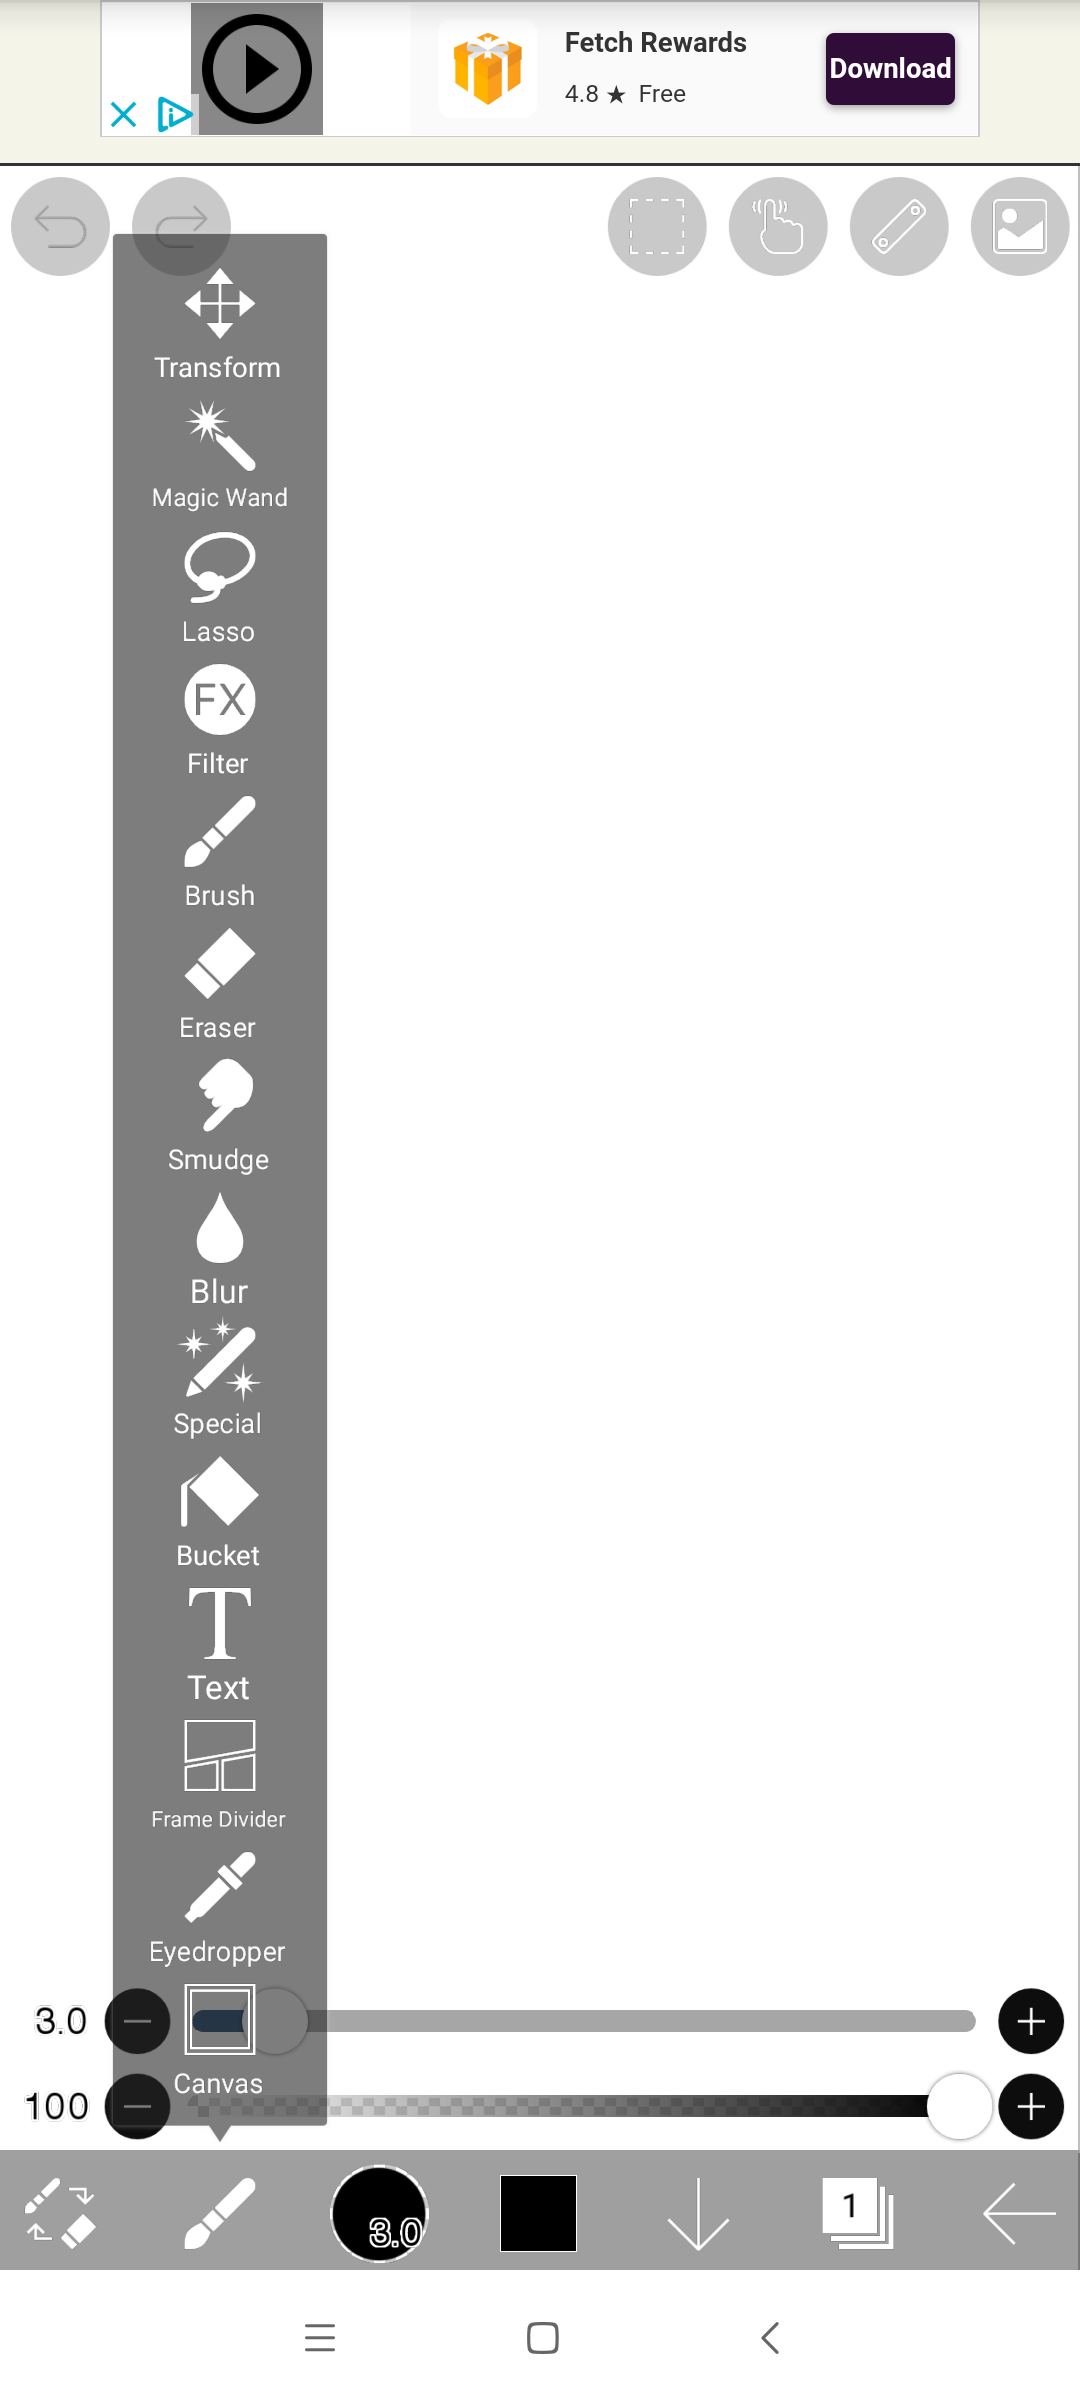 Fetch Rewards
4.8 ★ Free
Download
Transform
Magic Wand
Lasso
FX
Filter
Brush
Eraser
Smudge
Blur
Special
Bucket
T
Text
Frame Divider
Eyedropper
3.0
Canvas
100
3.0
1